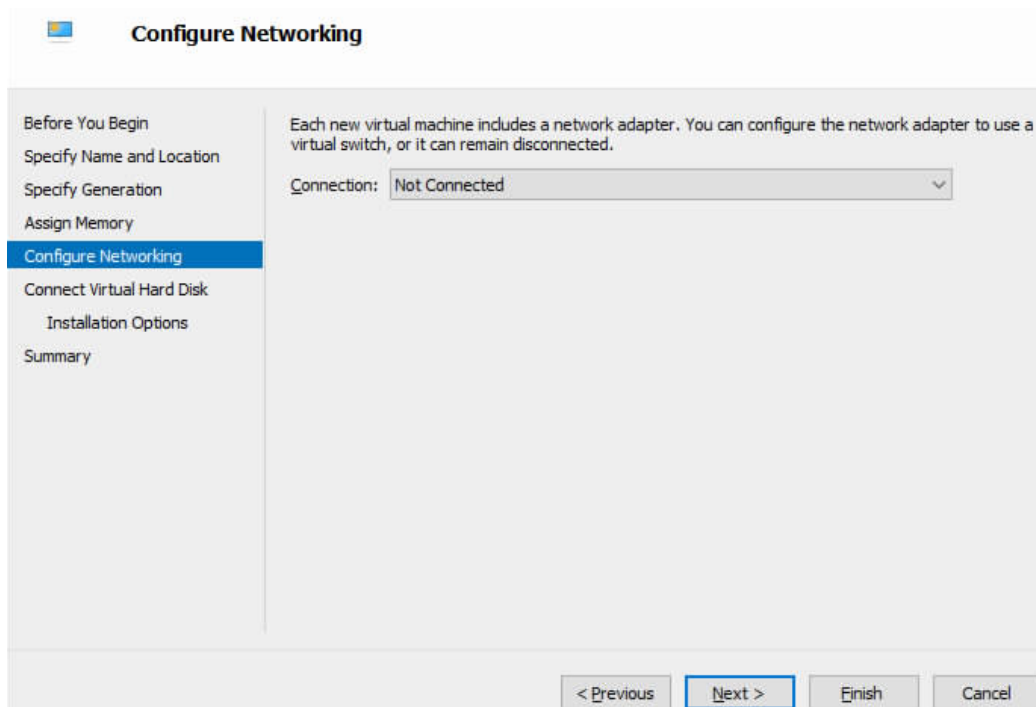 Configure Networking
Before You Begin
Specify Name and Location
Specify Generation
Assign Memory
Configure Networking
Connect Virtual Hard Disk
Installation Options
Summary
Each new virtual machine includes a network adapter. You can configure the network adapter to use a
virtual switch, or it can remain disconnected.
Connection: Not Connected
< Previous Next > Finish Cancel